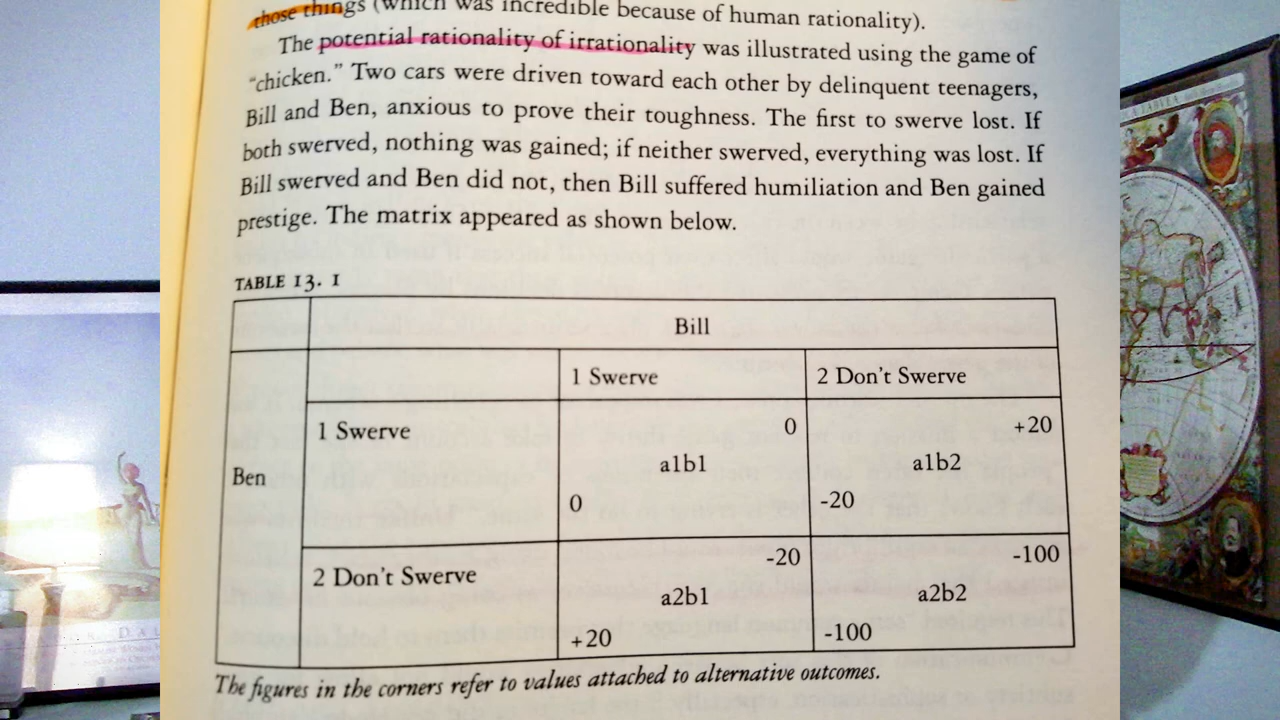 those things (which was incredible because of human rationality).
The potential rationality of irrationality was illustrated using the game of
“chicken.” Two cars were driven toward each other by delinquent teenagers,
Bill and Ben, anxious to prove their toughness. The first to swerve lost. If
both swerved, nothing was gained; if neither swerved, everything was lost. If
Bill swerved and Ben did not, then Bill suffered humiliation and Ben gained
prestige. The matrix appeared as shown below.
TABLE 13. 1
Bill
1 Swerve 2 Don’t Swerve
Ben
1 Swerve
0 +20
a1b1 a1b2
0 -20
2 Don’t Swerve
-20 -100
a2b1 a2b2
+20 -100
The figures in the corners refer to values attached to alternative outcomes.